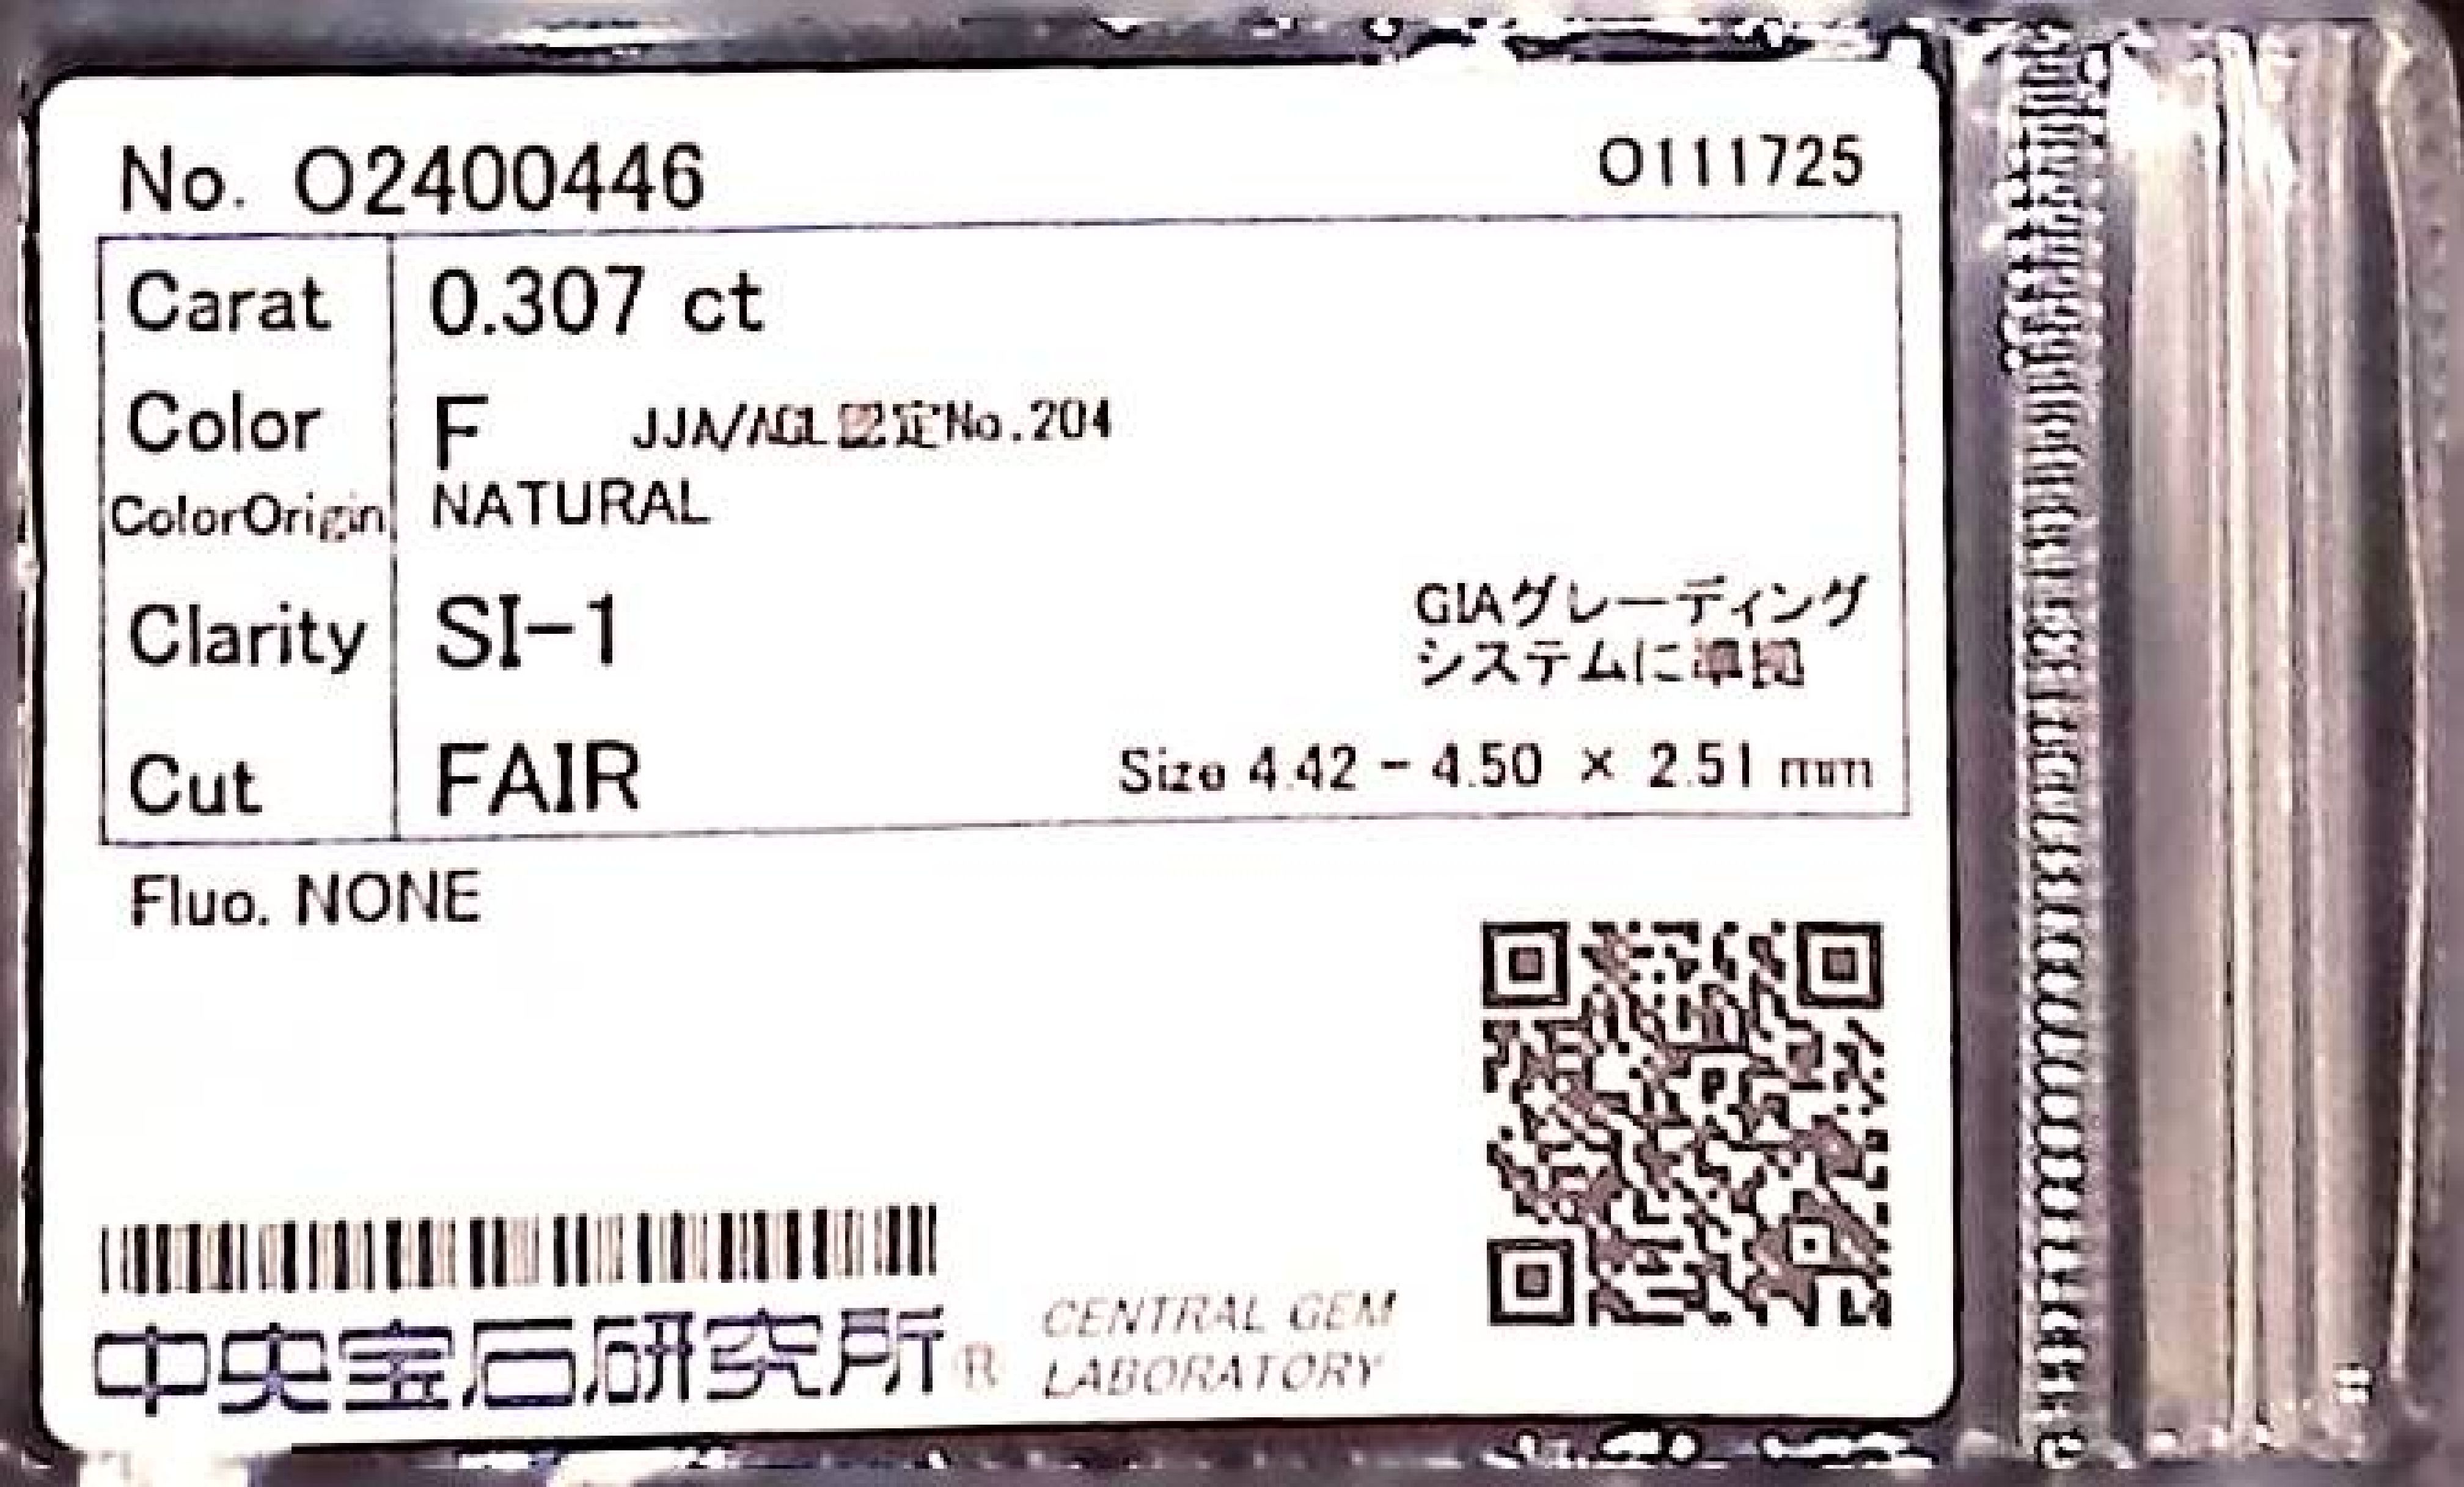 No. O2400446
O111725
Carat 0.307 ct
Color F JJA/AGL認定No.204
ColorOrigin NATURAL
Clarity SI-1
GIAグレーディング
システムに準拠
Cut FAIR
Size 4.42 - 4.50 × 2.51 mm
Fluo. NONE
中央宝石研究所®
CENTRAL GEM
LABORATORY